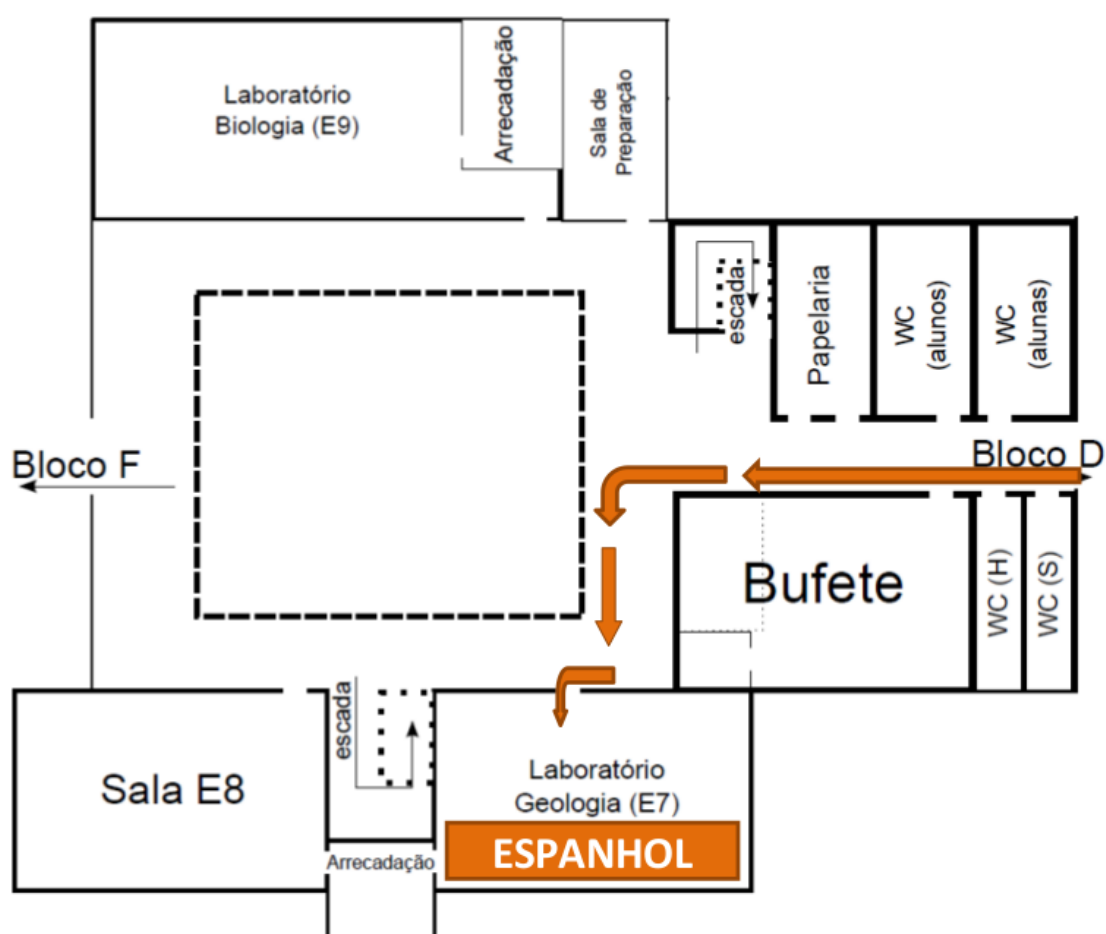 Laboratório
Biologia (E9)
Arrecadação
Sala de
Preparação
escada
Papelaria
WC
(alunos)
WC
(alunas)
Bloco F
Bloco D
Bufete
WC (H)
WC (S)
escada
Sala E8
Laboratório
Geologia (E7)
ESPANHOL
Arrecadação